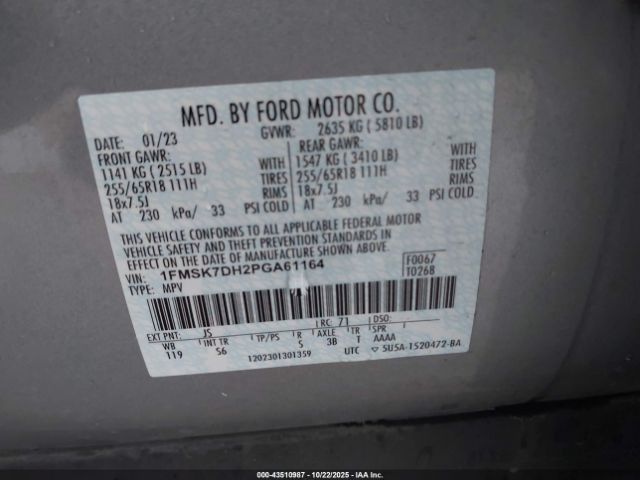 MFD. BY FORD MOTOR CO.
DATE: 01/23 GVWR: 2635 KG ( 5810 LB)
FRONT GAWR: REAR GAWR:
1141 KG ( 2515 LB) WITH 1547 KG ( 3410 LB) WITH
255/65R18 111H TIRES 255/65R18 111H TIRES
18x7.5J RIMS 18x7.5J RIMS
AT 230 kPa/ 33 PSI COLD AT 230 kPa/ 33 PSI COLD
THIS VEHICLE CONFORMS TO ALL APPLICABLE FEDERAL MOTOR
VEHICLE SAFETY AND THEFT PREVENTION STANDARDS IN
EFFECT ON THE DATE OF MANUFACTURE SHOWN ABOVE.
VIN: 1FMSK7DH2PGA61164 F0067
TYPE: MPV T0268
EXT PNT: JS RC: 71 DSO:
WB INT TR TP/PS R AXLE TR SPR
119 S6 5 3B T AAAA
1202301301359 UTC ▽ 5U5A-1520472-BA
000-43510987 - 10/22/2025 - IAAI.COM